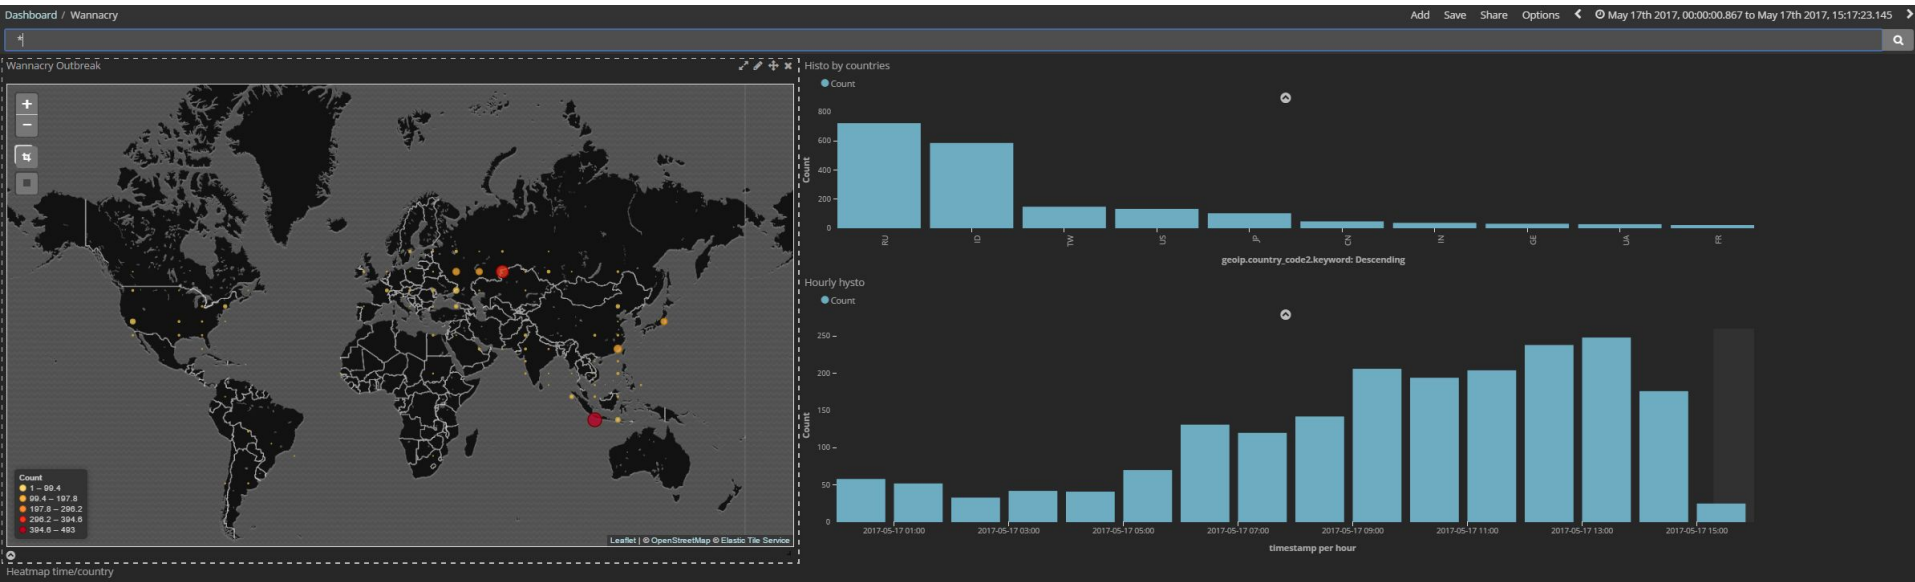 Dashboard / Wannacry
Add Save Share Options May 17th 2017, 00:00:00.867 to May 17th 2017, 15:17:23.145
*
Wannacry Outbreak
+
−
Count
1 – 99.4
99.4 – 197.8
197.8 – 296.2
296.2 – 394.6
394.6 – 493
Leaflet | © OpenStreetMap © Elastic Tile Service
Heatmap time/country
Histo by countries
Count
800
600
400
200
0
Count
RU ID TW US JP CN IN GE UA FR
geoip.country_code2.keyword: Descending
Hourly hysto
Count
250
200
150
100
50
0
Count
2017-05-17 01:00 2017-05-17 03:00 2017-05-17 05:00 2017-05-17 07:00 2017-05-17 09:00 2017-05-17 11:00 2017-05-17 13:00 2017-05-17 15:00
timestamp per hour